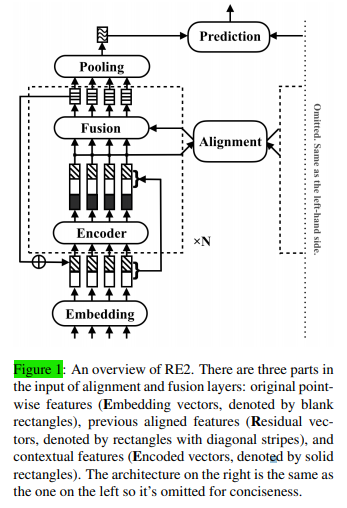 Prediction
Pooling
Fusion
Alignment
Omitted. Same as the left-hand side.
Encoder
×N
Embedding
Figure 1: An overview of RE2. There are three parts in
the input of alignment and fusion layers: original point-
wise features (Embedding vectors, denoted by blank
rectangles), previous aligned features (Residual vec-
tors, denoted by rectangles with diagonal stripes), and
contextual features (Encoded vectors, denoted by solid
rectangles). The architecture on the right is the same as
the one on the left so it's omitted for conciseness.